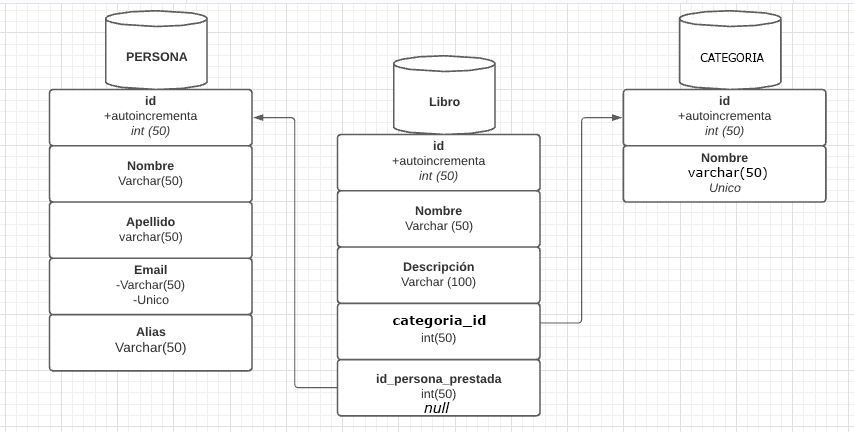 PERSONA
id
+autoincrementa
int (50)
Nombre
Varchar(50)
Apellido
varchar(50)
Email
-Varchar(50)
-Unico
Alias
Varchar(50)
Libro
id
+autoincrementa
int (50)
Nombre
Varchar (50)
Descripción
Varchar (100)
categoria_id
int(50)
id_persona_prestada
int(50)
null
CATEGORIA
id
+autoincrementa
int (50)
Nombre
varchar(50)
Unico